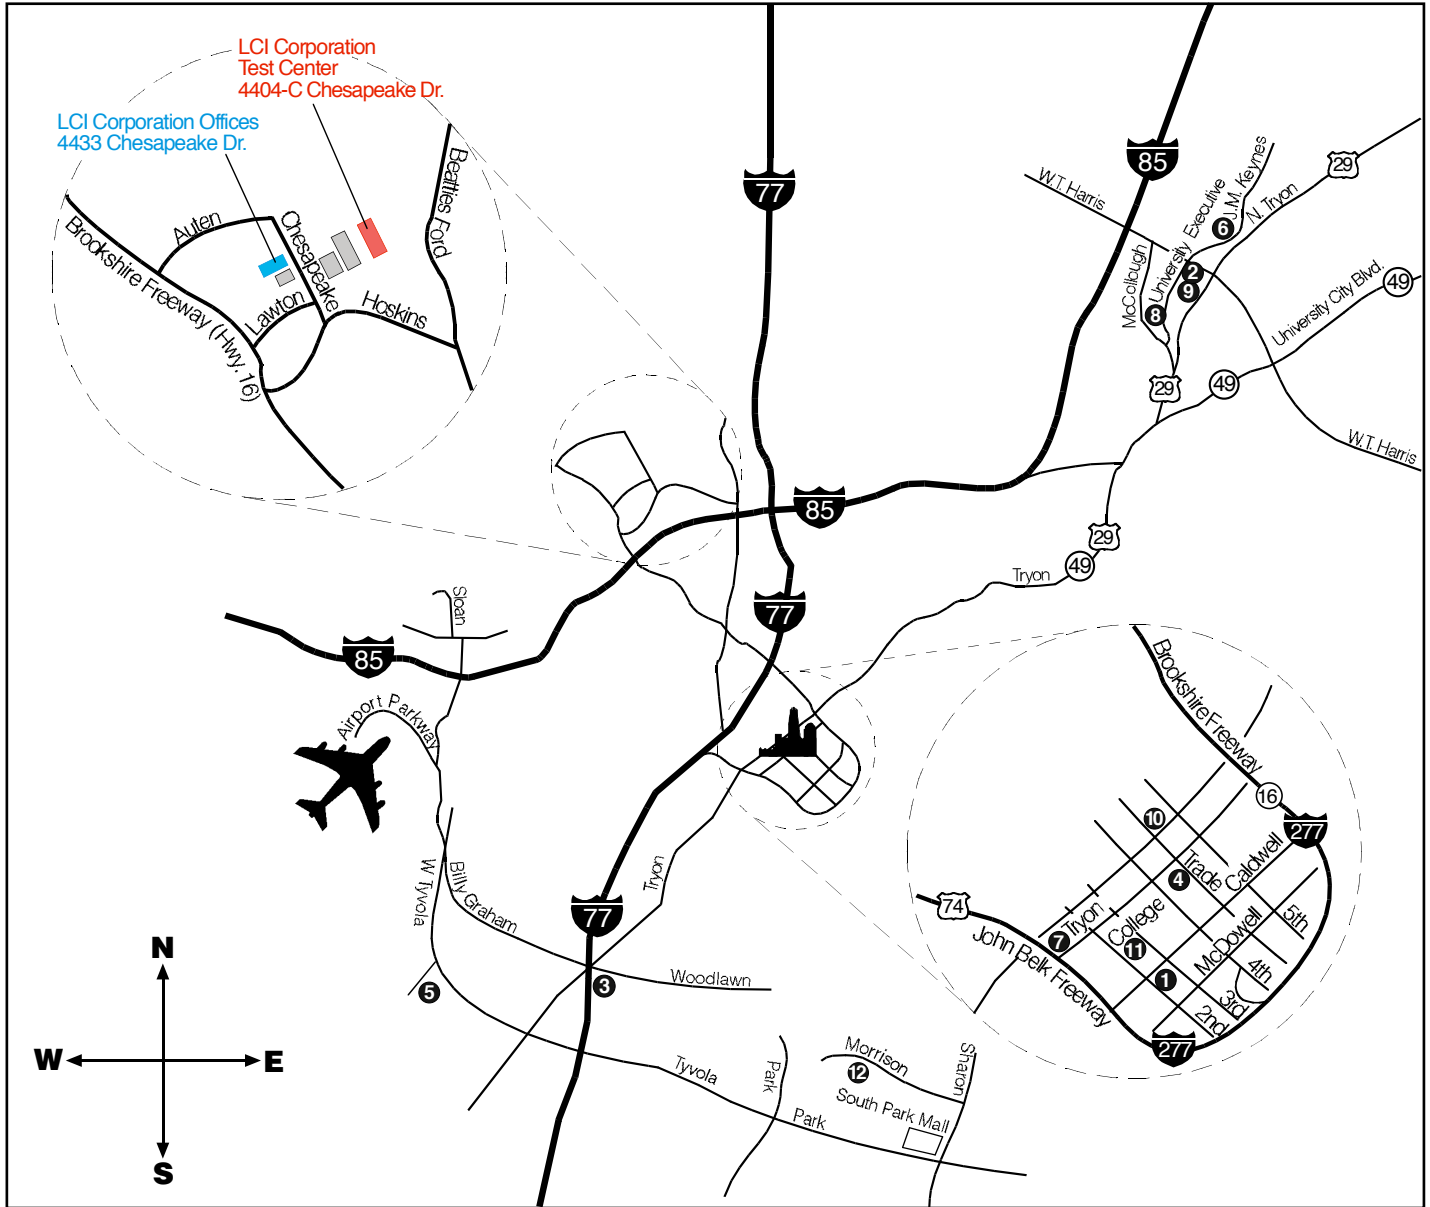 LCI Corporation
Test Center
4404-C Chesapeake Dr.
LCI Corporation Offices
4433 Chesapeake Dr.
Beatties Ford
Auten
Chesapeake
Brookshire Freeway (Hwy. 16)
Lawton
Hoskins
77
85
29
W.T. Harris
University Executive
J.M. Keynes
N. Tryon
6
McCollough
2
9
8
University City Blvd.
49
29
49
W.T. Harris
85
29
49
Tryon
77
Sloan
85
Airport Parkway
Brookshire Freeway
16
277
10
Trade
Caldwell
4
74
Tryon
College
McDowell
5th
7
11
John Belk Freeway
1
4th
3rd
2nd
277
W Tyvola
Billy Graham
Tryon
77
Woodlawn
5
3
N
W
E
S
Tyvola
Park
Park
Morrison
12
Sharon
South Park Mall